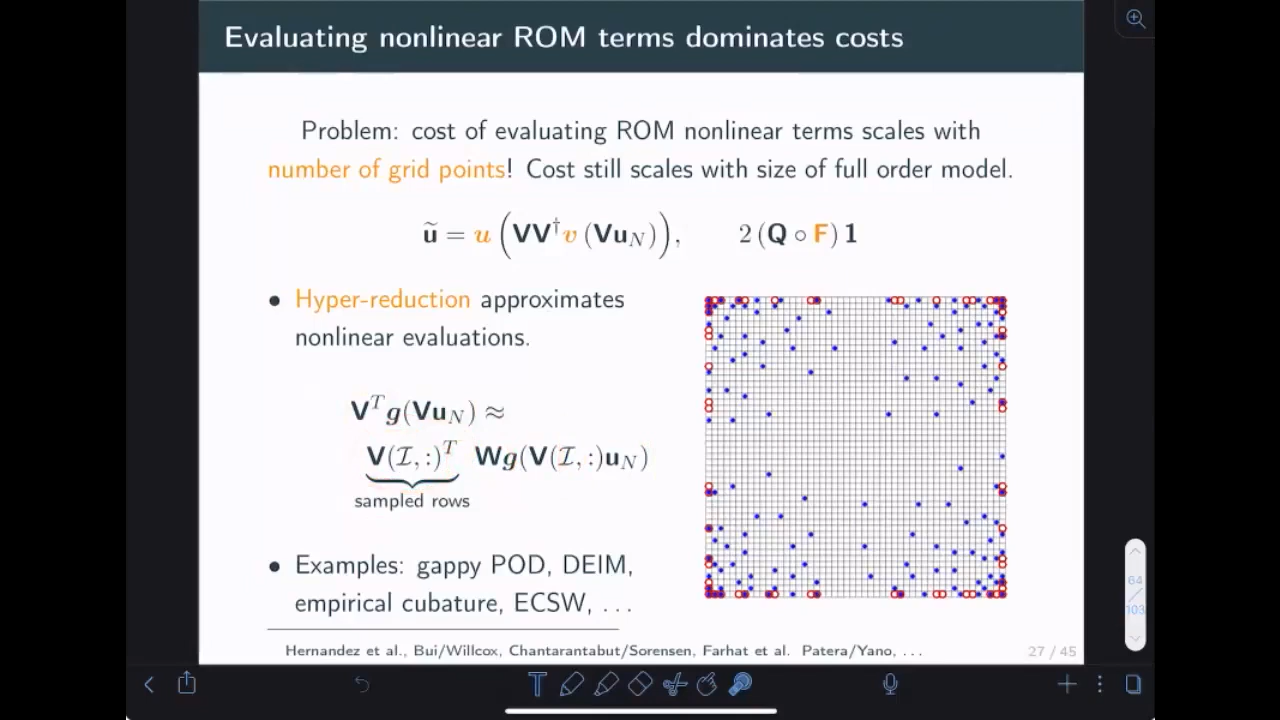 Evaluating nonlinear ROM terms dominates costs
Problem: cost of evaluating ROM nonlinear terms scales with
number of grid points! Cost still scales with size of full order model.
ũ = u (VV†v (Vu_N)), 2 (Q ∘ F) 1
• Hyper-reduction approximates
nonlinear evaluations.
V^T g(Vu_N) ≈
V(I, :)^T Wg(V(I, :)u_N)
sampled rows
• Examples: gappy POD, DEIM,
empirical cubature, ECSW, ...
Hernandez et al., Bui/Willcox, Chantarantabut/Sorensen, Farhat et al. Patera/Yano, ...
27 / 45
64
/
103
T